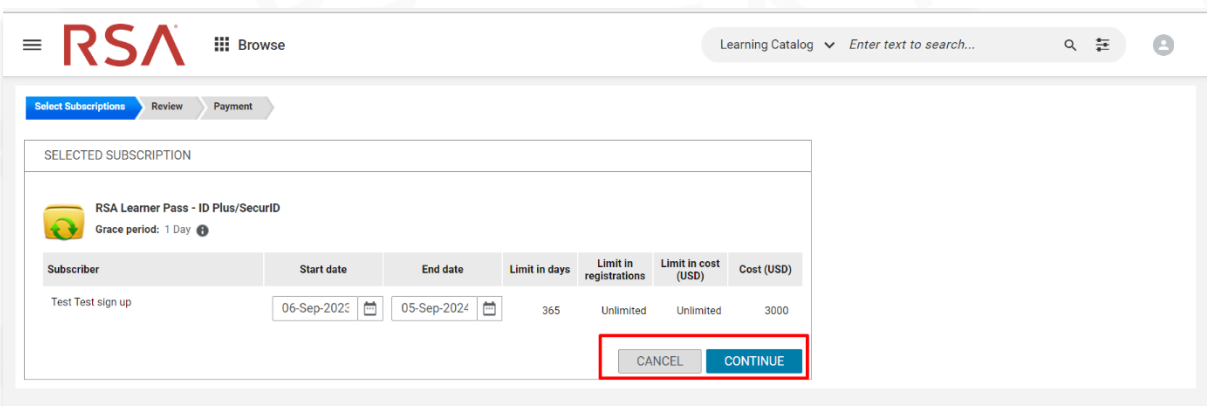 RSA Browse Learning Catalog Enter text to search...
Select Subscriptions Review Payment
SELECTED SUBSCRIPTION
RSA Learner Pass - ID Plus/SecurID
Grace period: 1 Day
Subscriber Start date End date Limit in days Limit in registrations Limit in cost (USD) Cost (USD)
Test Test sign up 06-Sep-2023 05-Sep-2024 365 Unlimited Unlimited 3000
CANCEL CONTINUE